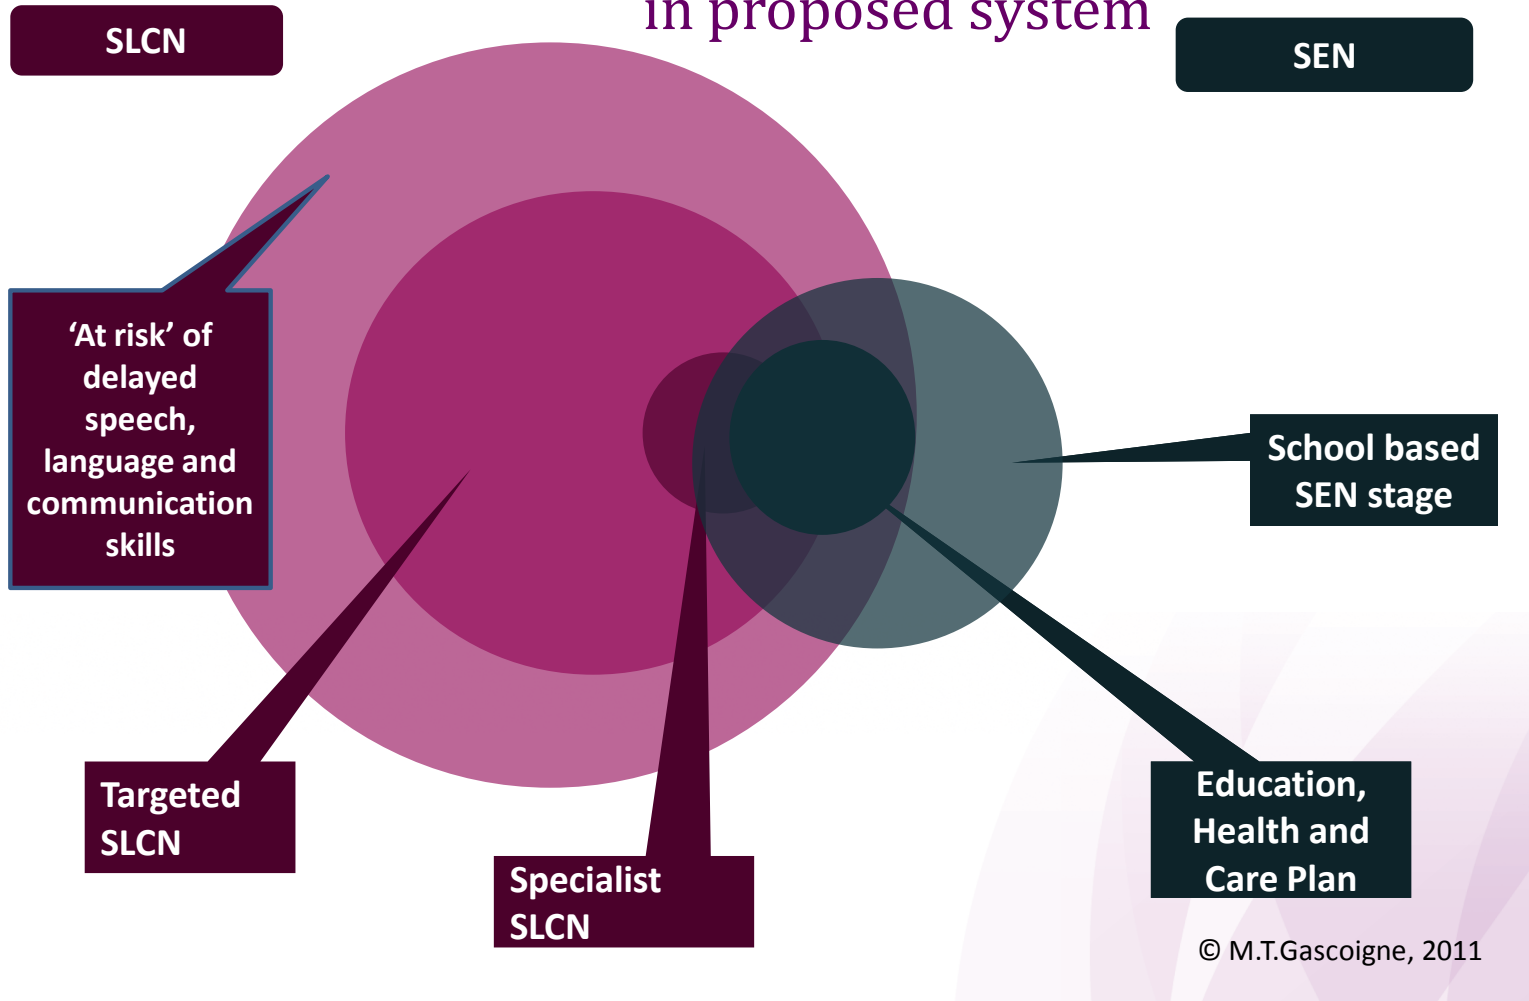 in proposed system
SLCN
SEN
‘At risk’ of
delayed
speech,
language and
communication
skills
School based
SEN stage
Targeted
SLCN
Specialist
SLCN
Education,
Health and
Care Plan
© M.T.Gascoigne, 2011